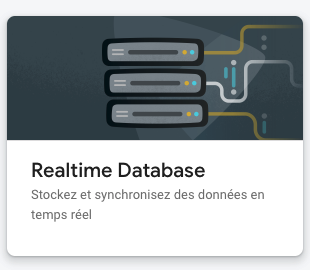 Realtime Database
Stockez et synchronisez des données en
temps réel